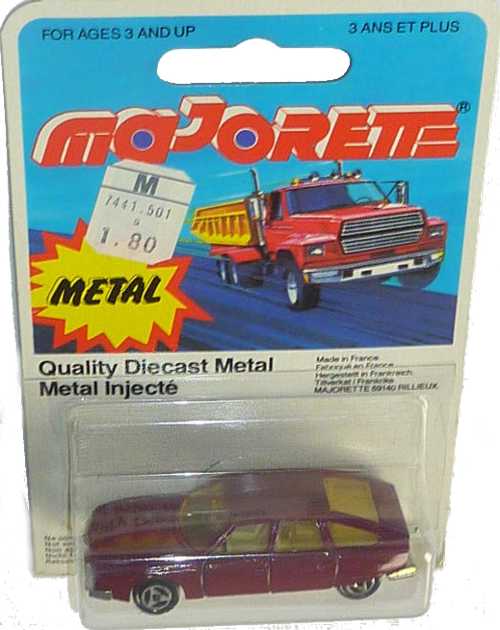 FOR AGES 3 AND UP
3 ANS ET PLUS
MAJORETTE®
M
7441.501
1.80
METAL
Quality Diecast Metal
Metal Injecté
Made in France
Fabriqué en France
Hergestellt in Frankreich
Tillverkat i Frankrike
MAJORETTE 69140 RILLIEUX